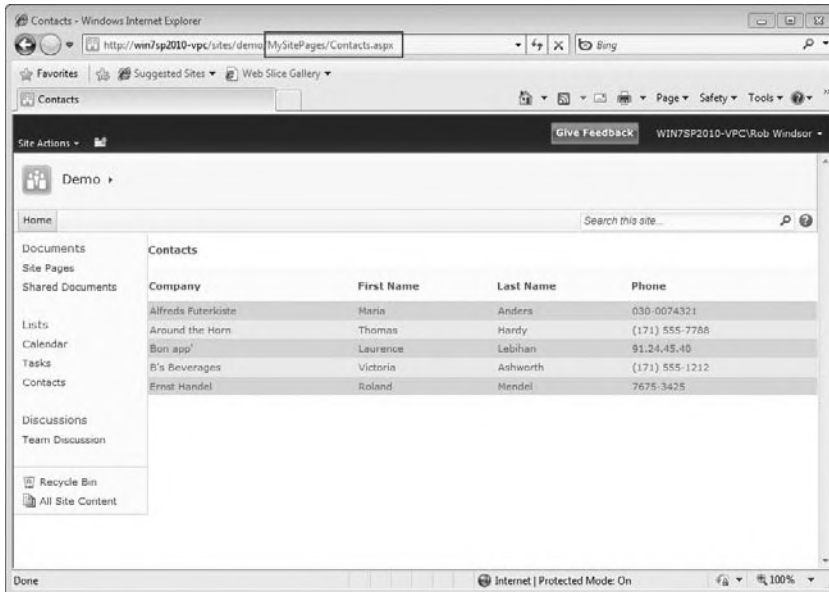 Contacts - Windows Internet Explorer
http://win7sp2010-vpc/sites/demo/MySitePages/Contacts.aspx
Bing
Favorites
Suggested Sites
Web Slice Gallery
Contacts
Page
Safety
Tools
Site Actions
Give Feedback
WIN7SP2010-VPC\Rob Windsor
Demo
Home
Search this site...
Documents
Site Pages
Shared Documents
Lists
Calendar
Tasks
Contacts
Discussions
Team Discussion
Recycle Bin
All Site Content
Contacts
Company First Name Last Name Phone
Alfreds Futerkiste Maria Anders 030-0074321
Around the Horn Thomas Hardy (171) 555-7788
Bon app' Laurence Lebihan 91.24.45.40
B's Beverages Victoria Ashworth (171) 555-1212
Ernst Handel Roland Mendel 7675-3425
Done
Internet | Protected Mode: On
100%